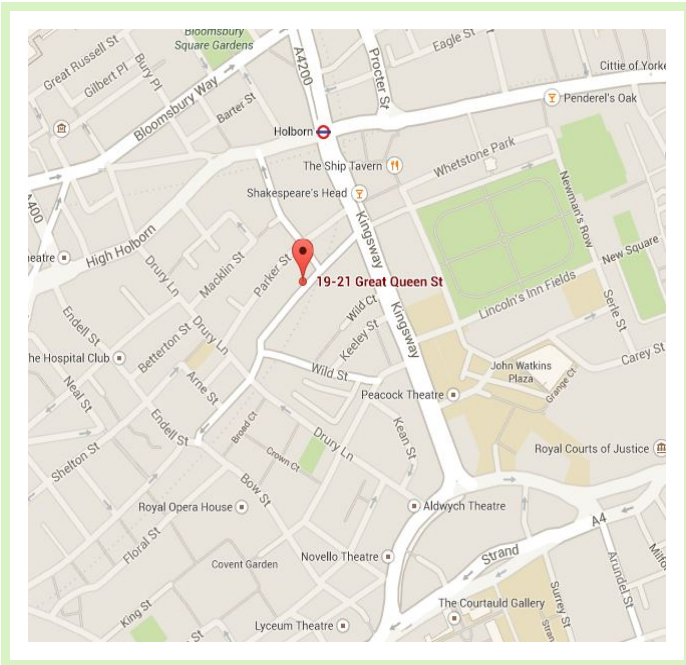 Bloomsbury
Square Gardens
Great Russell St
Gilbert Pl
Bury Pl
Bloomsbury Way
Barter St
A4200
Procter St
Eagle St
Cittie of Yorke
Penderel's Oak
Holborn
The Ship Tavern
Whetstone Park
Shakespeare's Head
Newman's Row
A400
eatre
High Holborn
Macklin St
Parker St
Kingsway
19-21 Great Queen St
New Square
Lincoln's Inn Fields
Drury Ln
Wild Ct
Keeley St
Kingsway
Serle St
Endell St
Betterton St
Drury Ln
he Hospital Club
Arne St
Wild St
John Watkins
Plaza
Carey St
Grange Ct
Peacock Theatre
Neal St
Endell St
Broad Ct
Kean St
Drury Ln
Crown Ct
Royal Courts of Justice
Shelton St
Bow St
Royal Opera House
Aldwych Theatre
A4
Floral St
Covent Garden
Novello Theatre
Strand
Arundel St
Milfo
King St
St
The Courtauld Gallery
Surrey St
Stran
Lyceum Theatre